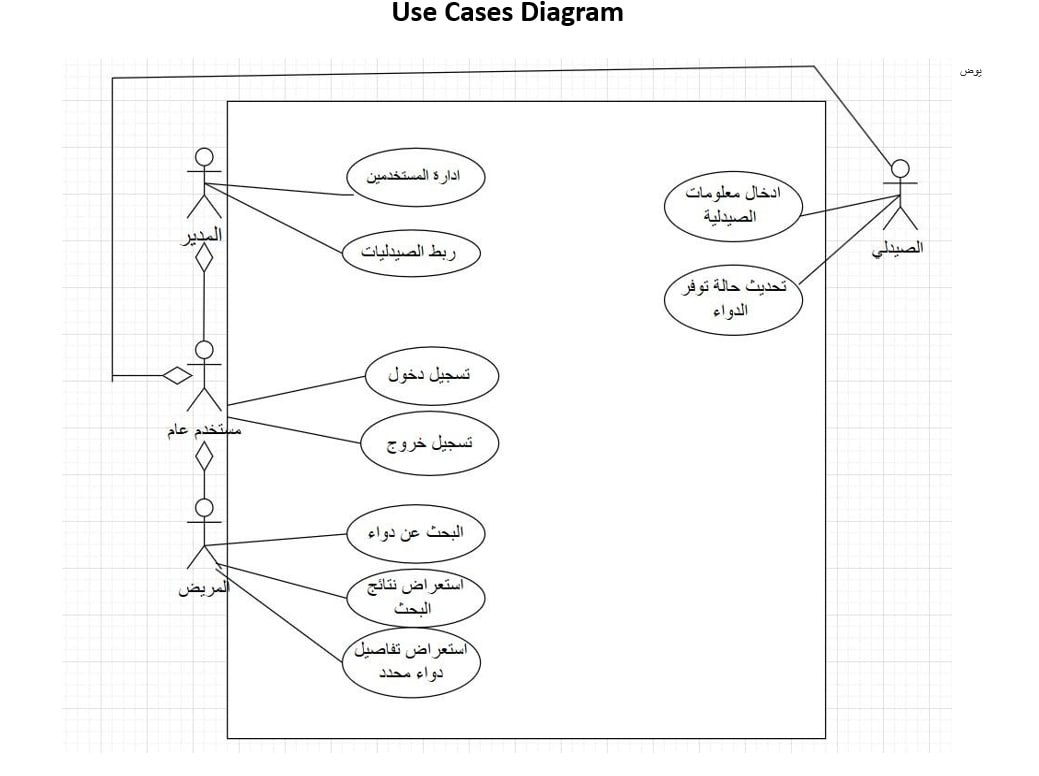 Use Cases Diagram
پوض
المدير
ادارة المستخدمين
ربط الصيدليات
ادخال معلومات
الصيدلية
الصيدلي
تحديث حالة توفر
الدواء
مستخدم عام
تسجيل دخول
تسجيل خروج
المريض
البحث عن دواء
استعراض نتائج
البحث
استعراض تفاصيل
دواء محدد